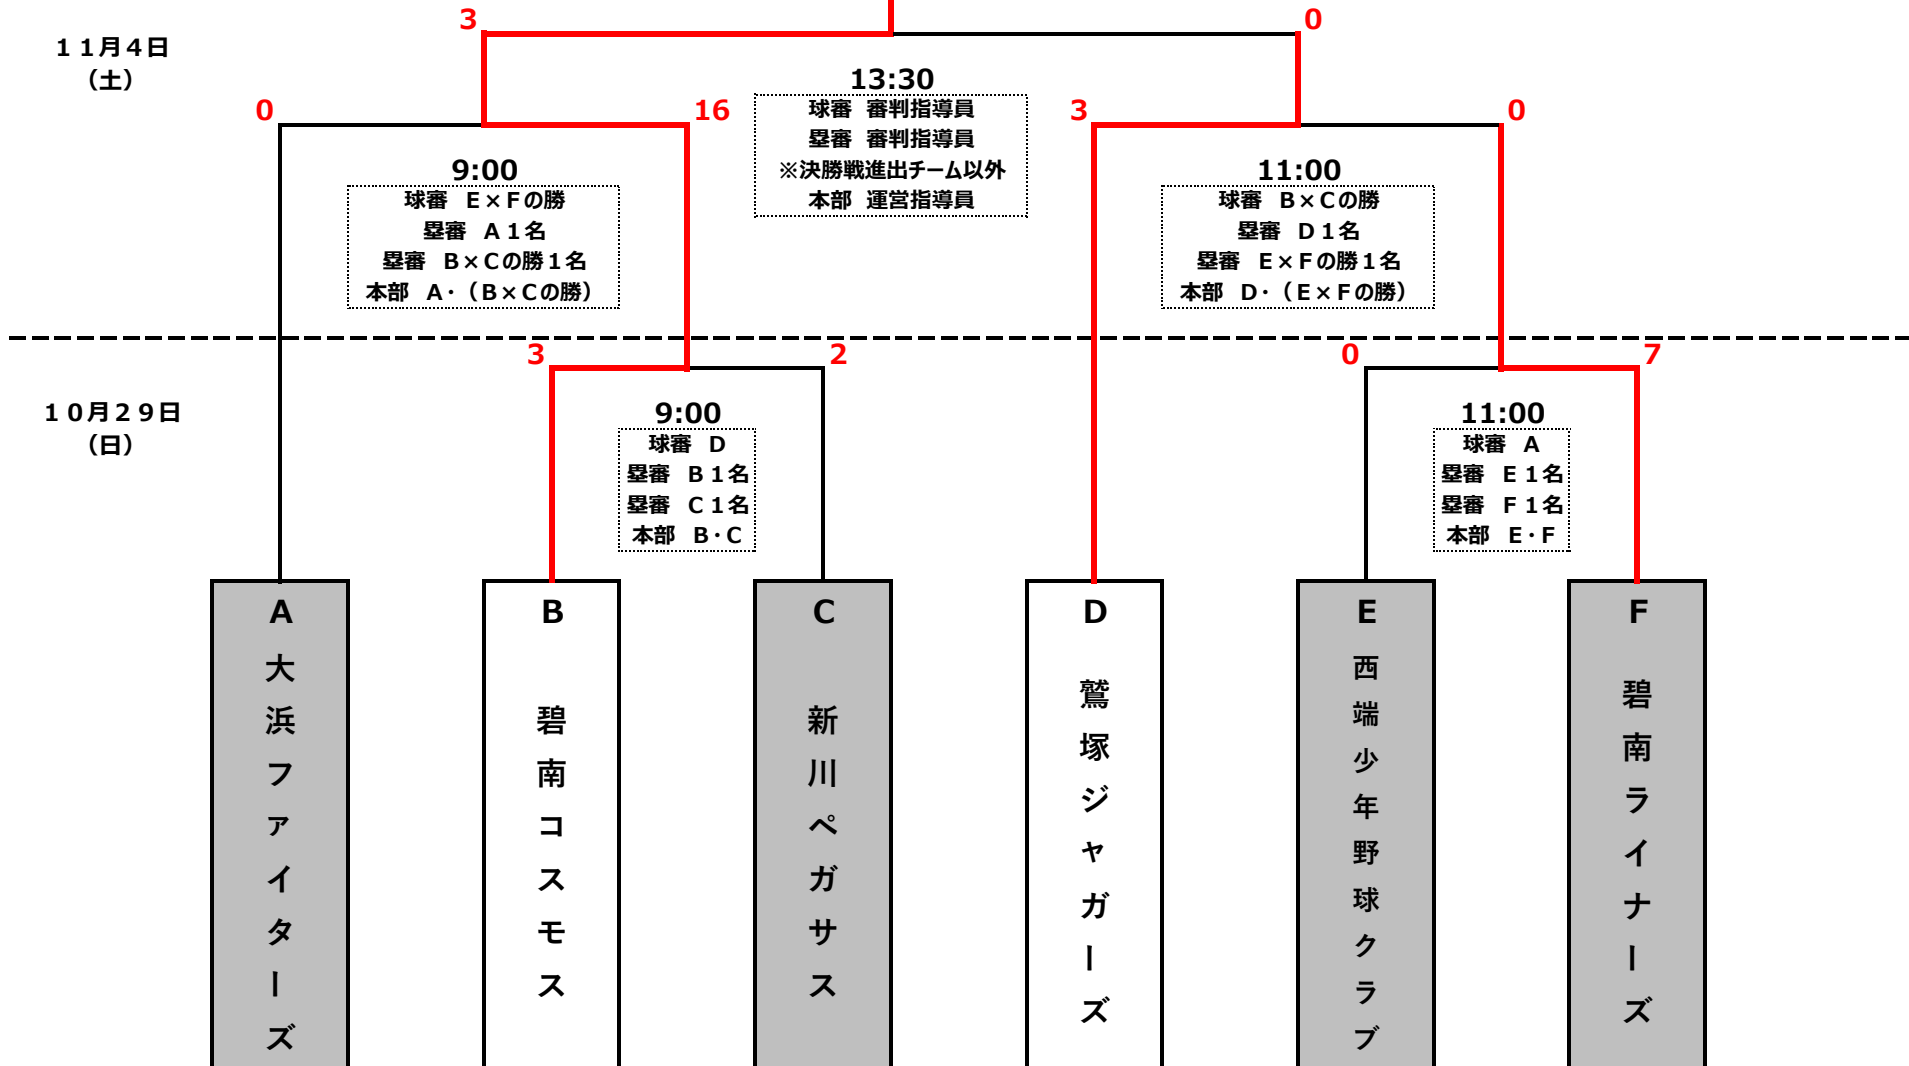 3
0
１１月４日
（土）
13:30
球審　審判指導員
塁審　審判指導員
※決勝戦進出チーム以外
本部　運営指導員
0
16
9:00
球審　Ｅ×Ｆの勝
塁審　Ａ１名
塁審　Ｂ×Ｃの勝１名
本部　Ａ・（Ｂ×Ｃの勝）
3
0
11:00
球審　Ｂ×Ｃの勝
塁審　Ｄ１名
塁審　Ｅ×Ｆの勝１名
本部　Ｄ・（Ｅ×Ｆの勝）
１０月２９日
（日）
3
2
9:00
球審　Ｄ
塁審　Ｂ１名
塁審　Ｃ１名
本部　Ｂ・Ｃ
0
7
11:00
球審　Ａ
塁審　Ｅ１名
塁審　Ｆ１名
本部　Ｅ・Ｆ
A
大浜ファイターズ
B
碧南コスモス
C
新川ペガサス
D
鷲塚ジャガーズ
E
西端少年野球クラブ
F
碧南ライナーズ